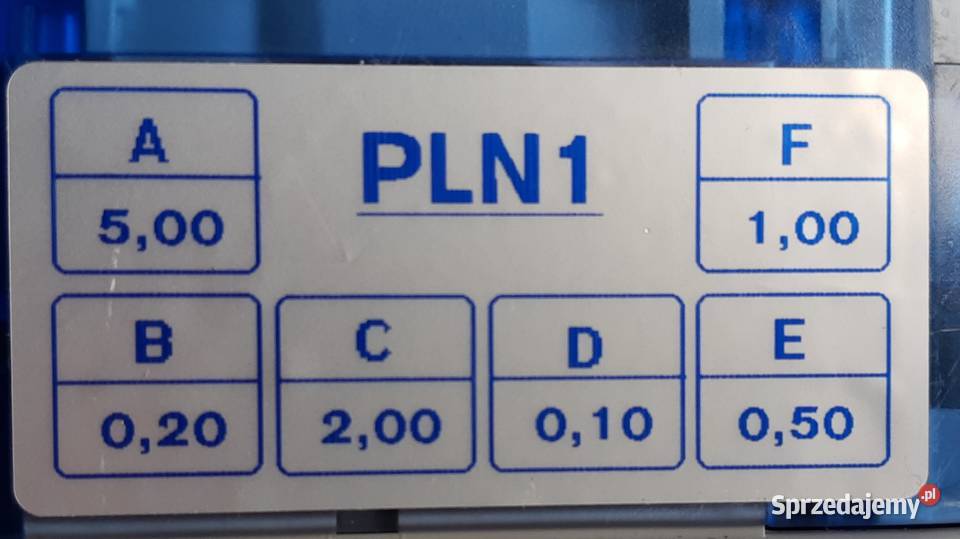 A
PLN1
F
5,00
1,00
B
C
D
E
0,20
2,00
0,10
0,50
Sprzedajemy.pl